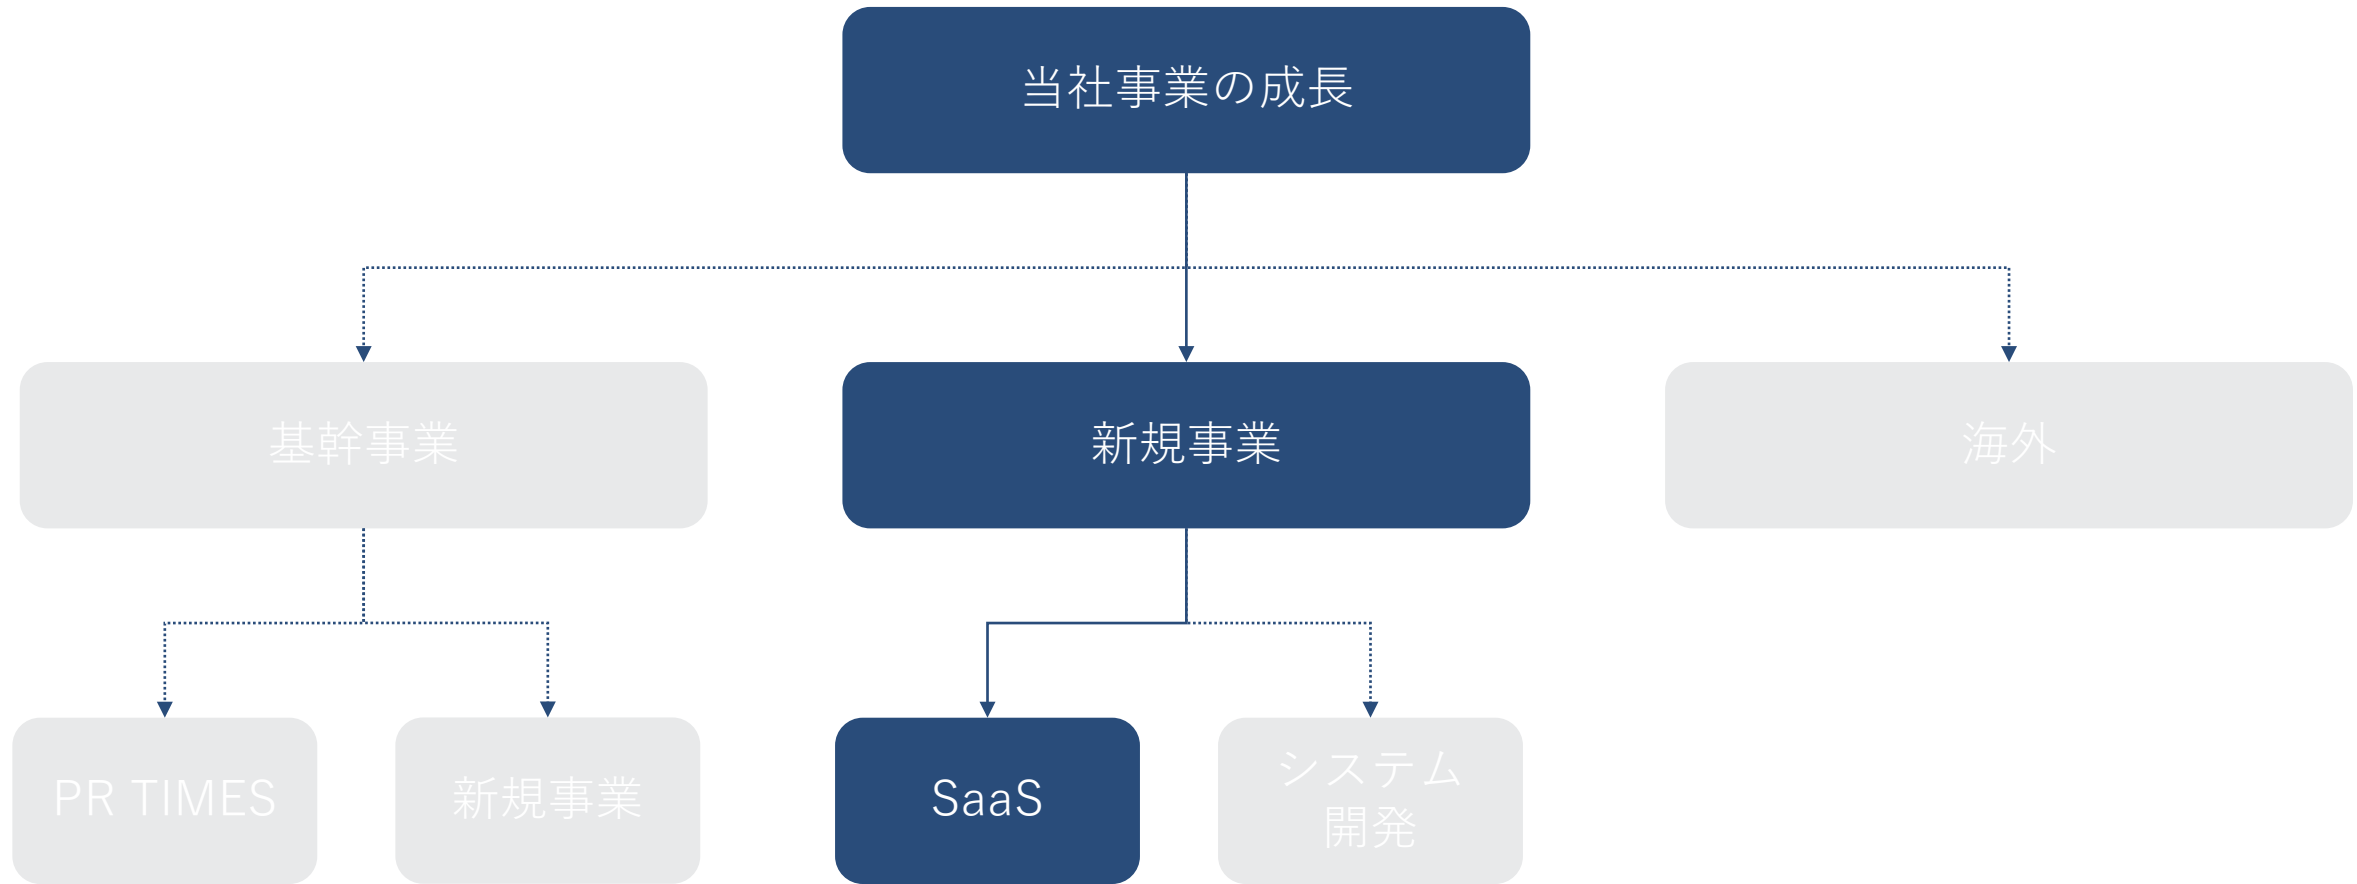 当社事業の成長
基幹事業
新規事業
海外
PR TIMES
新規事業
SaaS
システム
開発